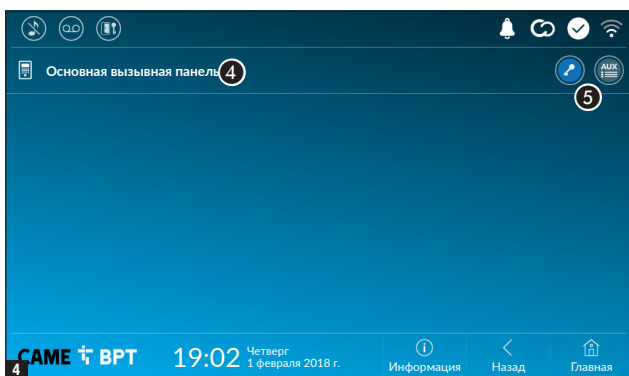 Основная вызывная панель 4
AUX
5
CAME BPT
19:02
Четверг
1 февраля 2018 г.
Информация
Назад
Главная
4